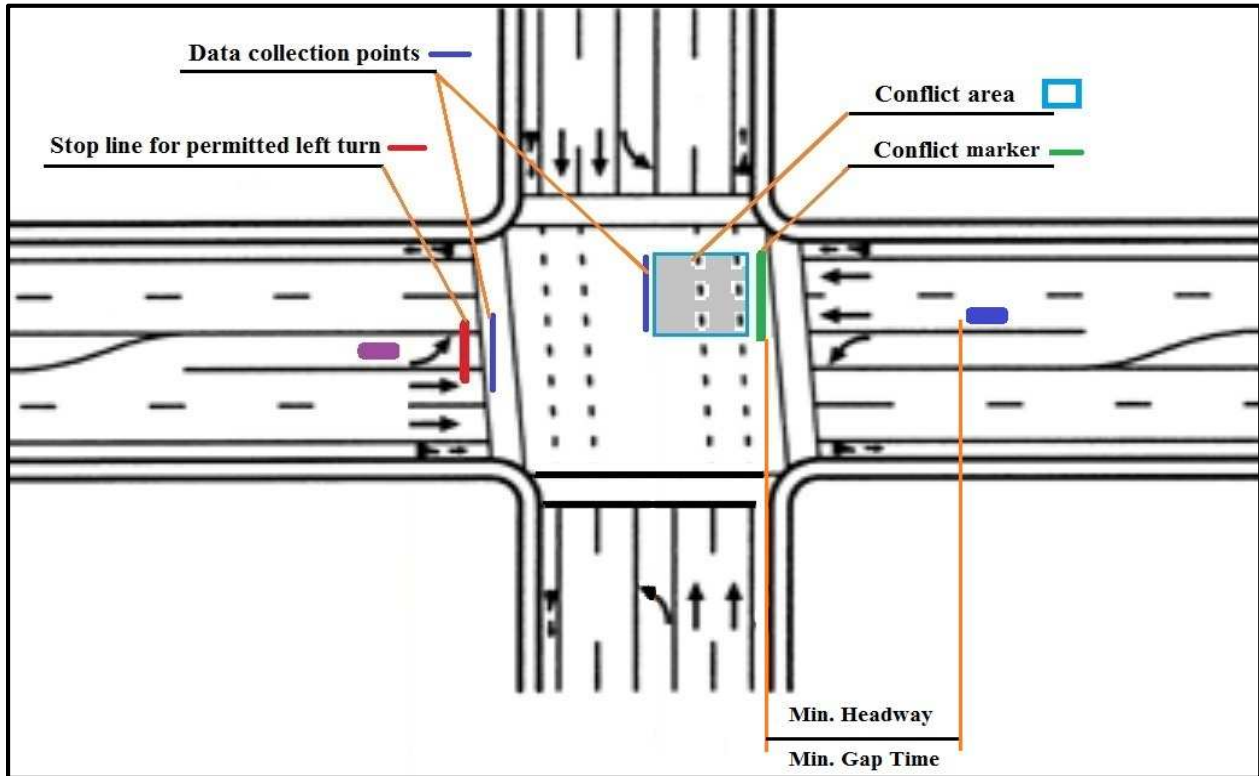 Data collection points
Conflict area
Stop line for permitted left turn
Conflict marker
Min. Headway
Min. Gap Time